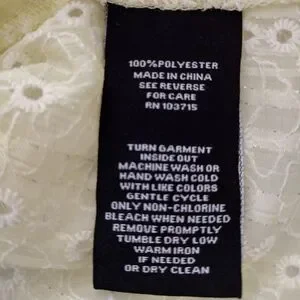 100%POLYESTER
MADE IN CHINA
SEE REVERSE
FOR CARE
RN 103715
TURN GARMENT
INSIDE OUT
MACHINE WASH OR
HAND WASH COLD
WITH LIKE COLORS
GENTLE CYCLE
ONLY NON-CHLORINE
BLEACH WHEN NEEDED
REMOVE PROMPTLY
TUMBLE DRY LOW
WARM IRON
IF NEEDED
OR DRY CLEAN